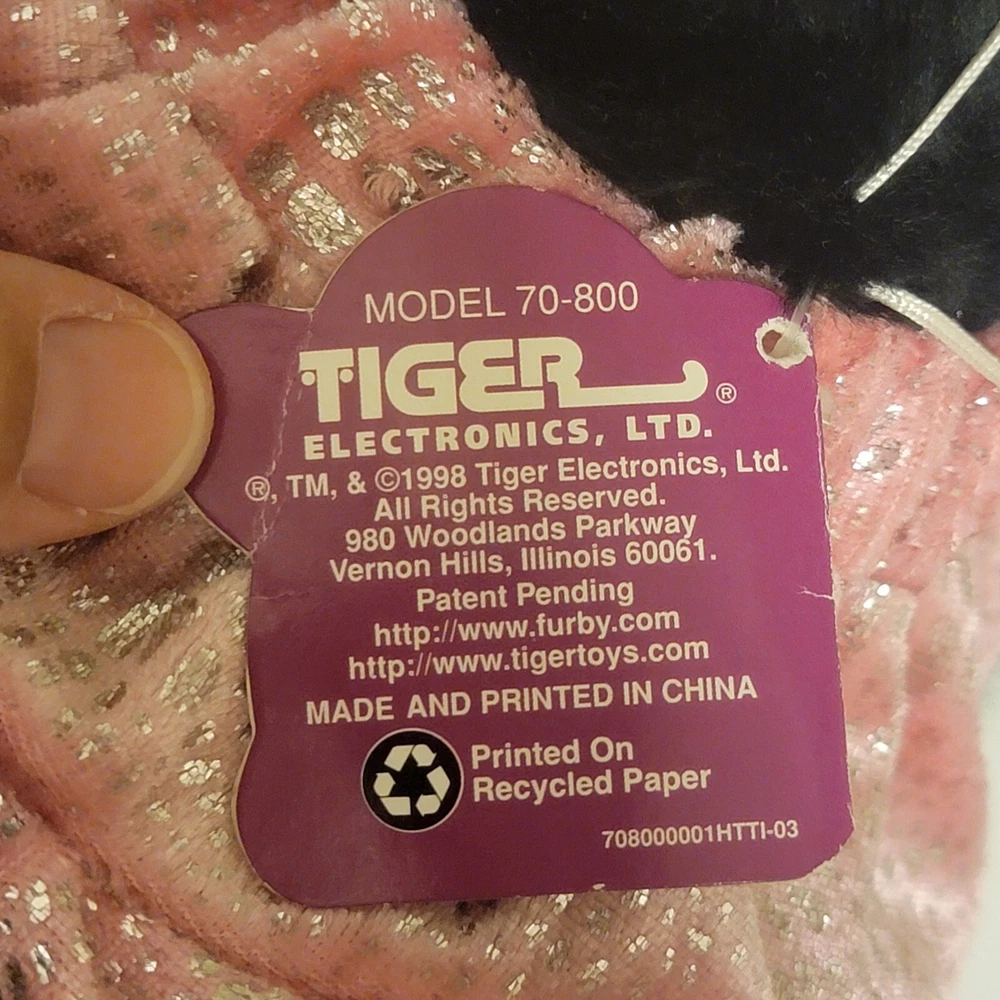 MODEL 70-800
TIGER ®
ELECTRONICS, LTD.
®, TM, & ©1998 Tiger Electronics, Ltd.
All Rights Reserved.
980 Woodlands Parkway
Vernon Hills, Illinois 60061.
Patent Pending
http://www.furby.com
http://www.tigertoys.com
MADE AND PRINTED IN CHINA
Printed On
Recycled Paper
708000001HTTI-03